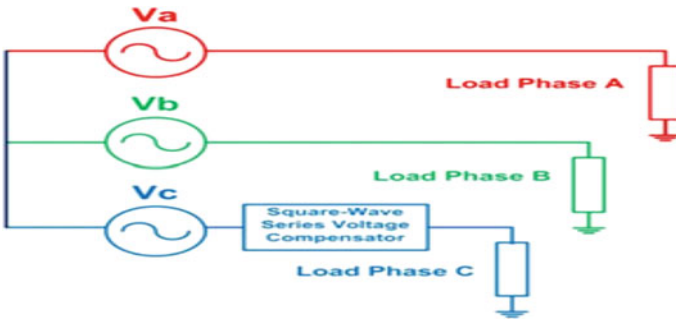 Va
Load Phase A
Vb
Load Phase B
Vc
Square-Wave
Series Voltage
Compensator
Load Phase C